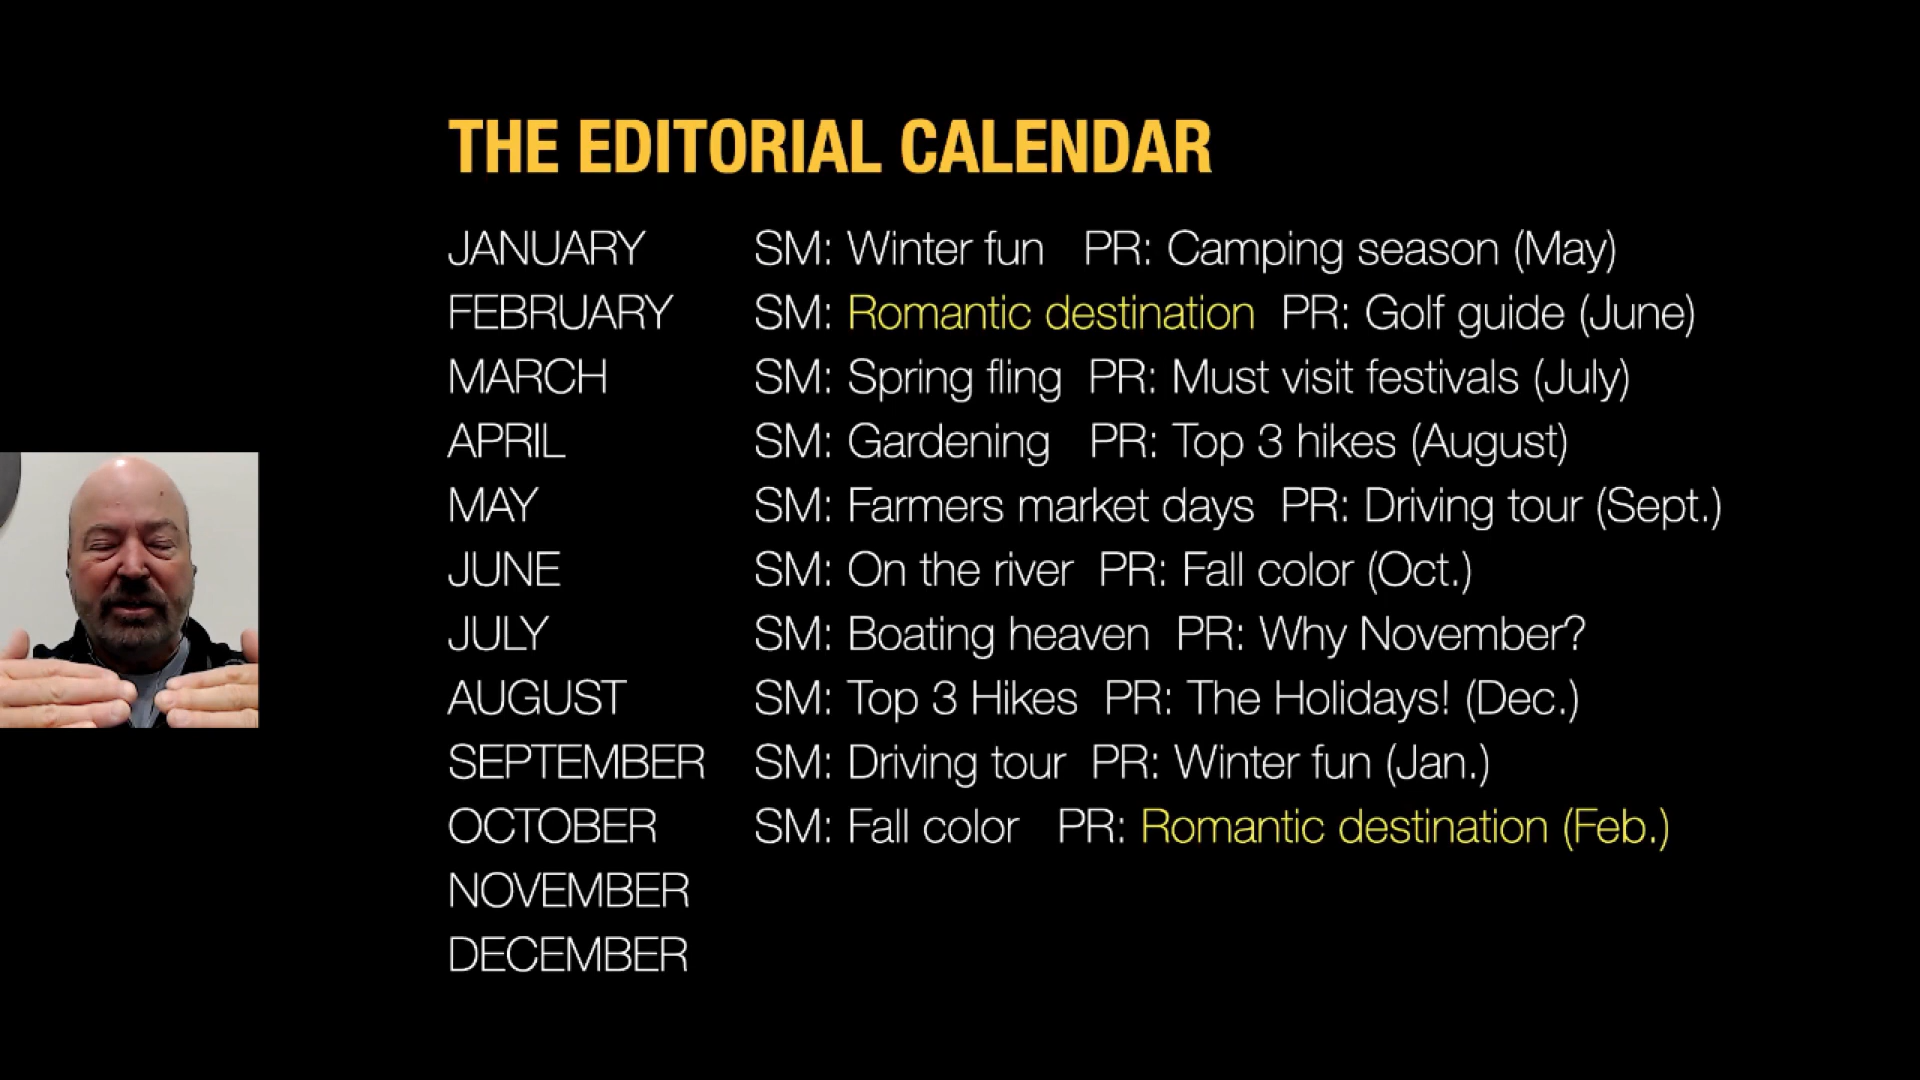 THE EDITORIAL CALENDAR
JANUARY SM: Winter fun PR: Camping season (May)
FEBRUARY SM: Romantic destination PR: Golf guide (June)
MARCH SM: Spring fling PR: Must visit festivals (July)
APRIL SM: Gardening PR: Top 3 hikes (August)
MAY SM: Farmers market days PR: Driving tour (Sept.)
JUNE SM: On the river PR: Fall color (Oct.)
JULY SM: Boating heaven PR: Why November?
AUGUST SM: Top 3 Hikes PR: The Holidays! (Dec.)
SEPTEMBER SM: Driving tour PR: Winter fun (Jan.)
OCTOBER SM: Fall color PR: Romantic destination (Feb.)
NOVEMBER
DECEMBER